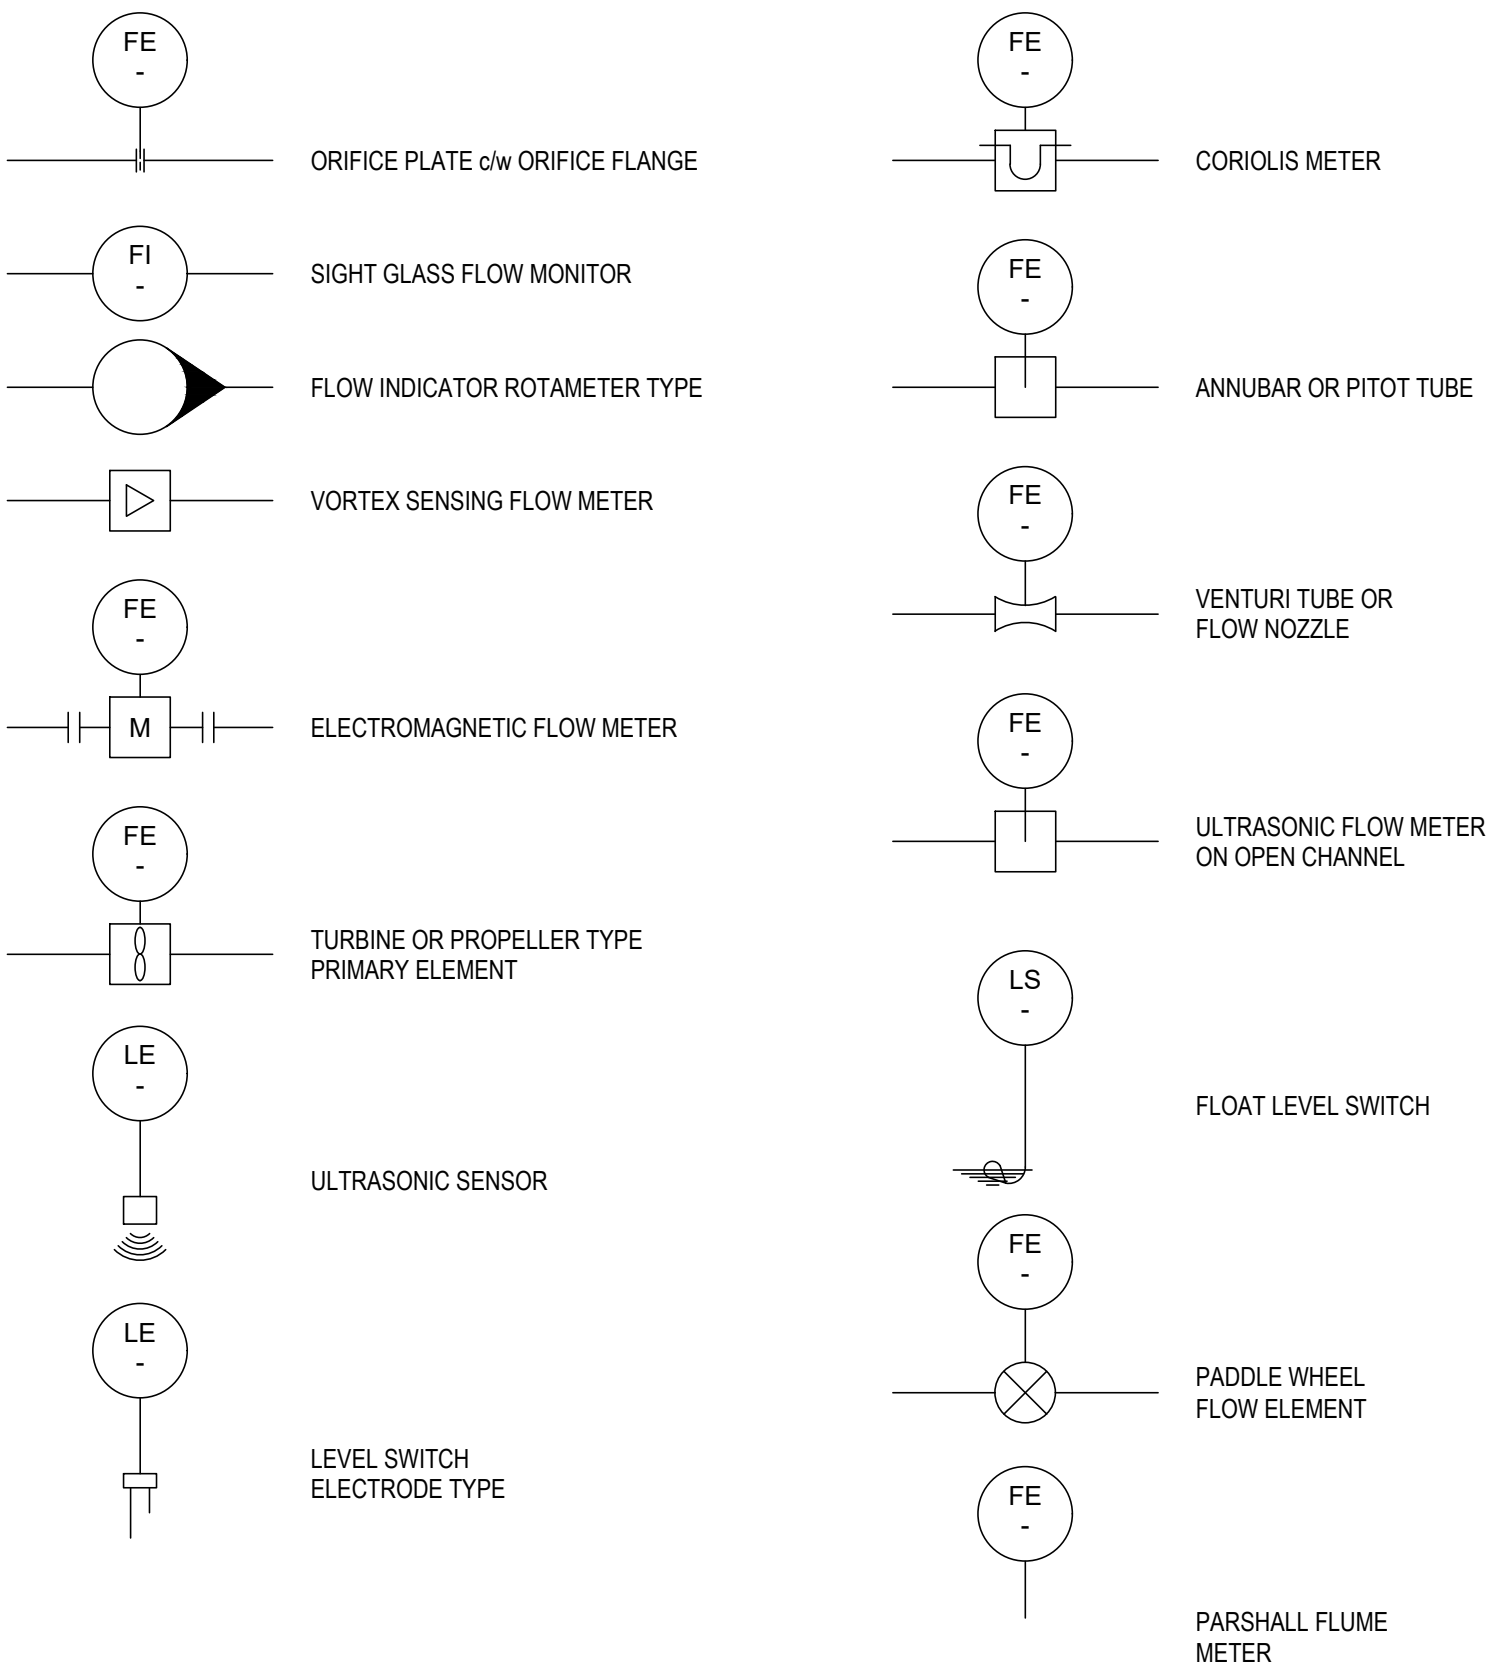 FE
-
ORIFICE PLATE c/w ORIFICE FLANGE
FI
-
SIGHT GLASS FLOW MONITOR
FLOW INDICATOR ROTAMETER TYPE
VORTEX SENSING FLOW METER
FE
-
M
ELECTROMAGNETIC FLOW METER
FE
-
TURBINE OR PROPELLER TYPE
PRIMARY ELEMENT
LE
-
ULTRASONIC SENSOR
LE
-
LEVEL SWITCH
ELECTRODE TYPE
FE
-
CORIOLIS METER
FE
-
ANNUBAR OR PITOT TUBE
FE
-
VENTURI TUBE OR
FLOW NOZZLE
FE
-
ULTRASONIC FLOW METER
ON OPEN CHANNEL
LS
-
FLOAT LEVEL SWITCH
FE
-
PADDLE WHEEL
FLOW ELEMENT
FE
-
PARSHALL FLUME
METER